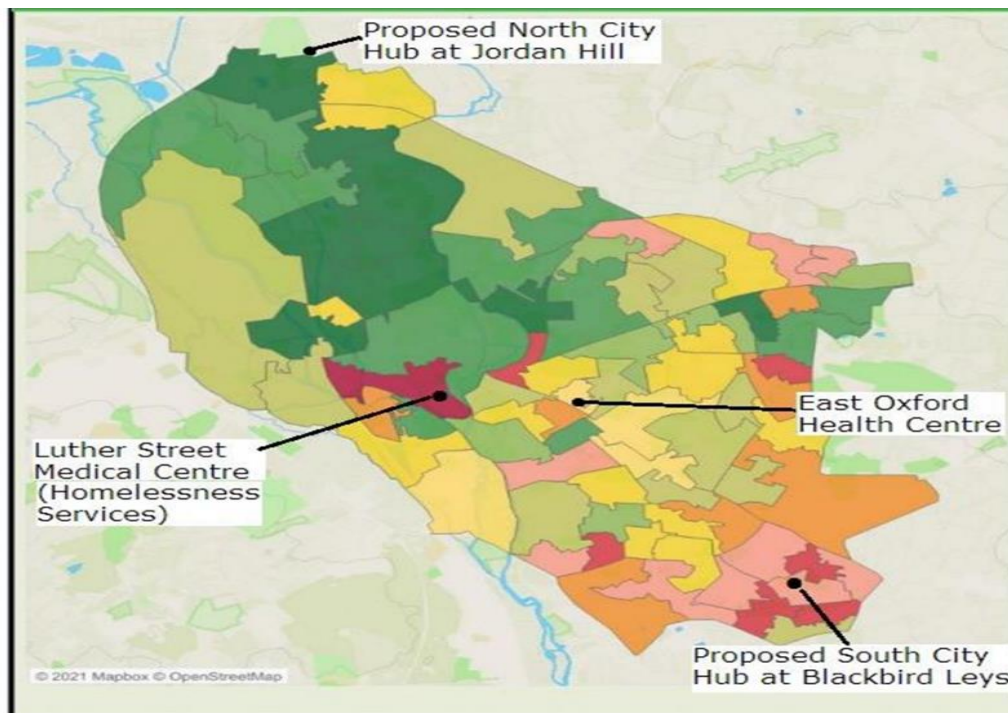 Proposed North City
Hub at Jordan Hill
East Oxford
Health Centre
Luther Street
Medical Centre
(Homelessness
Services)
Proposed South City
Hub at Blackbird Leys
© 2021 Mapbox © OpenStreetMap